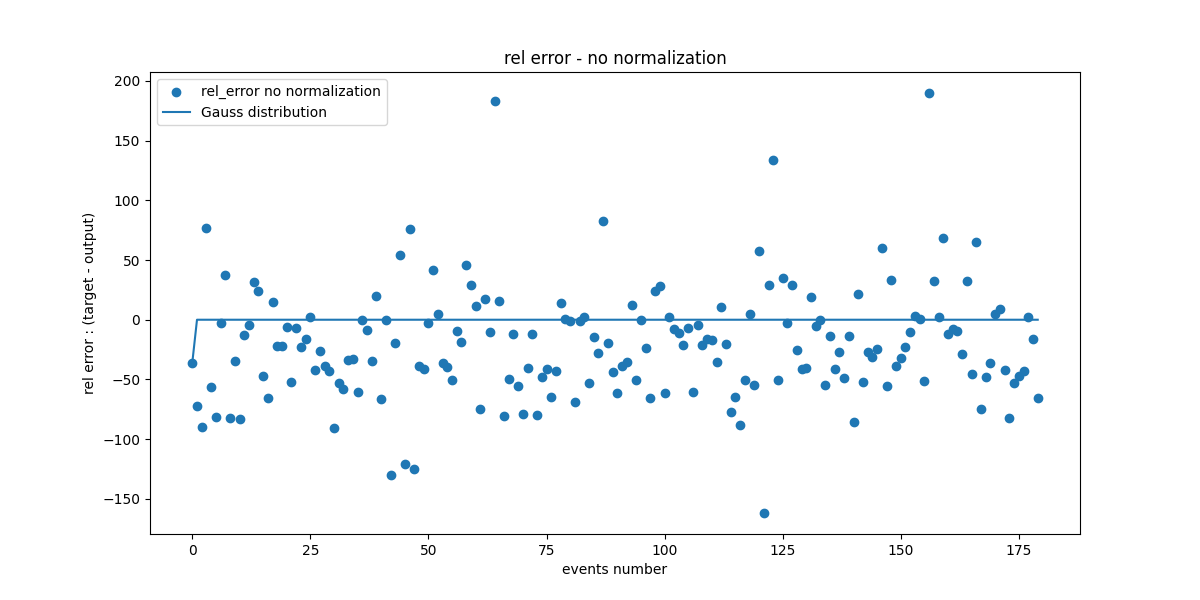 rel error - no normalization
rel_error no normalization
Gauss distribution
rel error : (target - output)
200
150
100
50
0
−50
−100
−150
0 25 50 75 100 125 150 175
events number